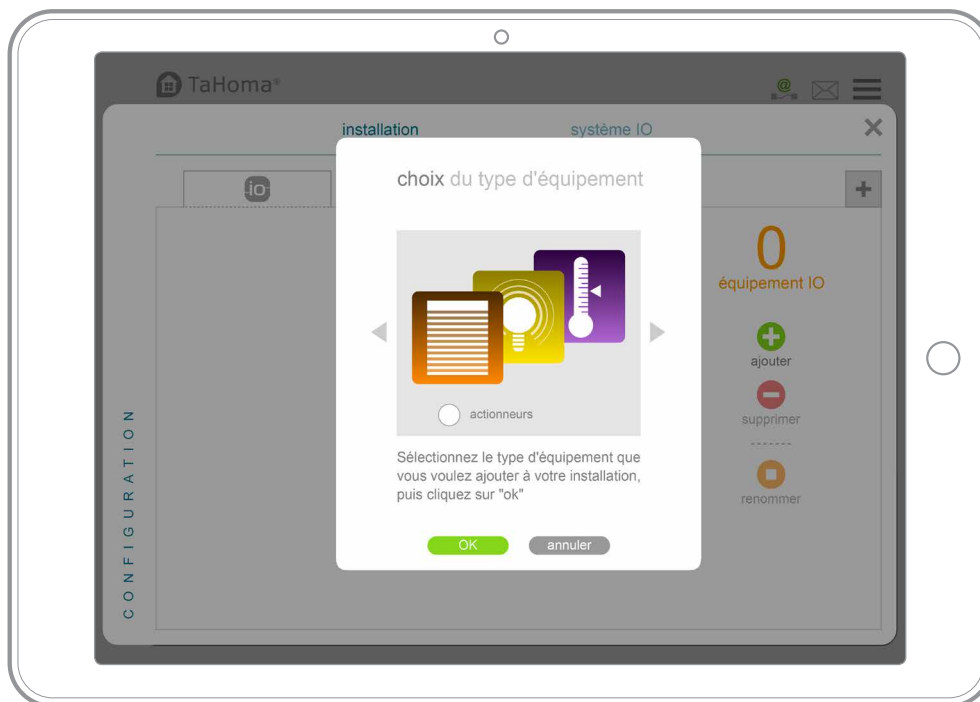 TaHoma®
@
installation
système IO
io
choix du type d'équipement
0
équipement IO
ajouter
supprimer
renommer
actionneurs
Sélectionnez le type d'équipement que
vous voulez ajouter à votre installation,
puis cliquez sur "ok"
OK
annuler
CONFIGURATION